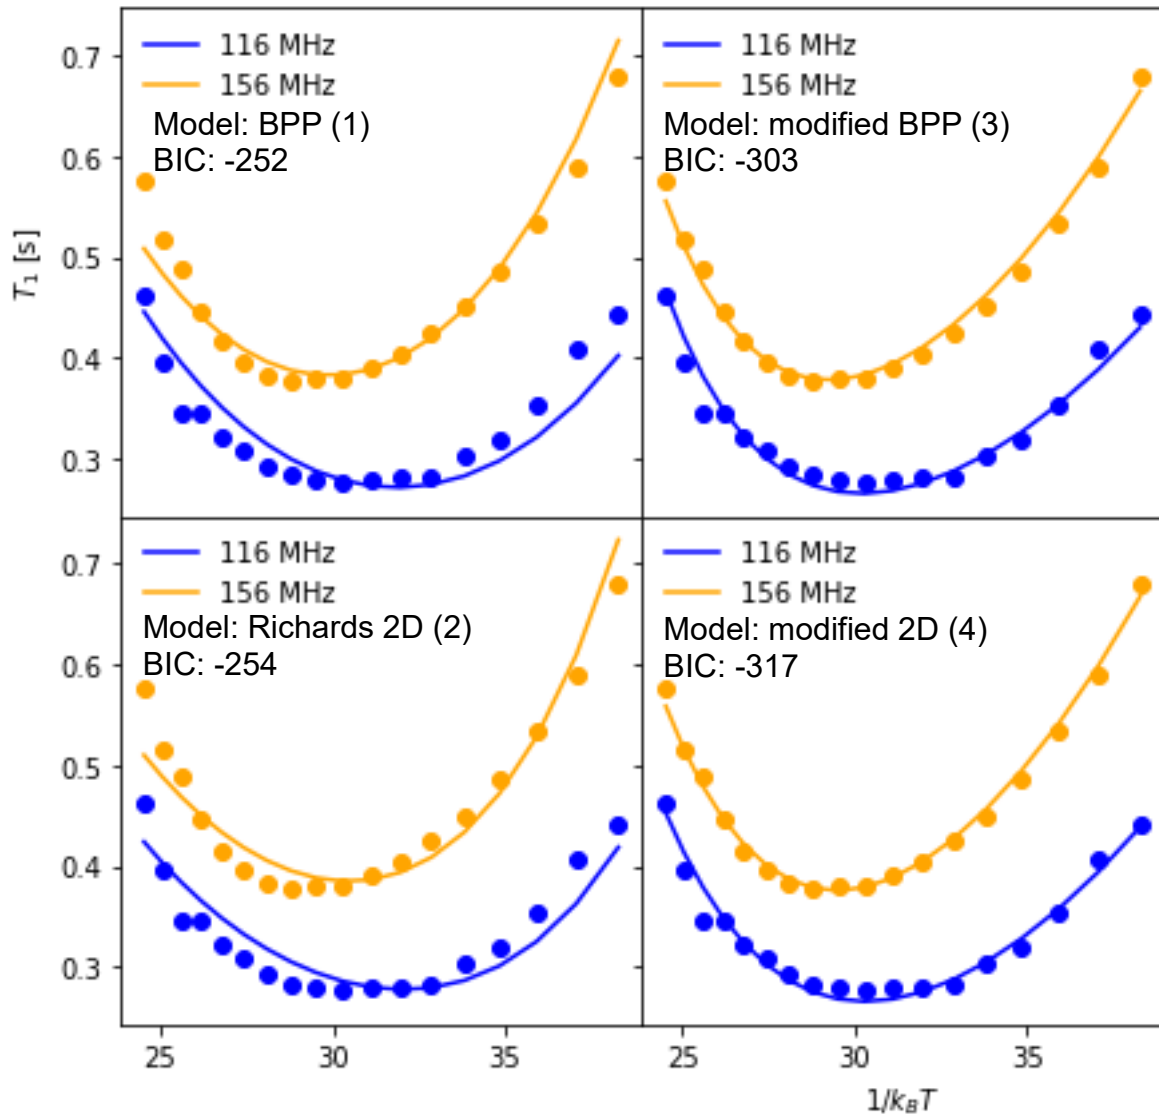 116 MHz
156 MHz
Model: BPP (1)
BIC: -252
116 MHz
156 MHz
Model: modified BPP (3)
BIC: -303
0.7
0.6
0.5
0.4
0.3
T₁ [s]
116 MHz
156 MHz
Model: Richards 2D (2)
BIC: -254
116 MHz
156 MHz
Model: modified 2D (4)
BIC: -317
0.7
0.6
0.5
0.4
0.3
25 30 35 25 30 35
1/k_BT